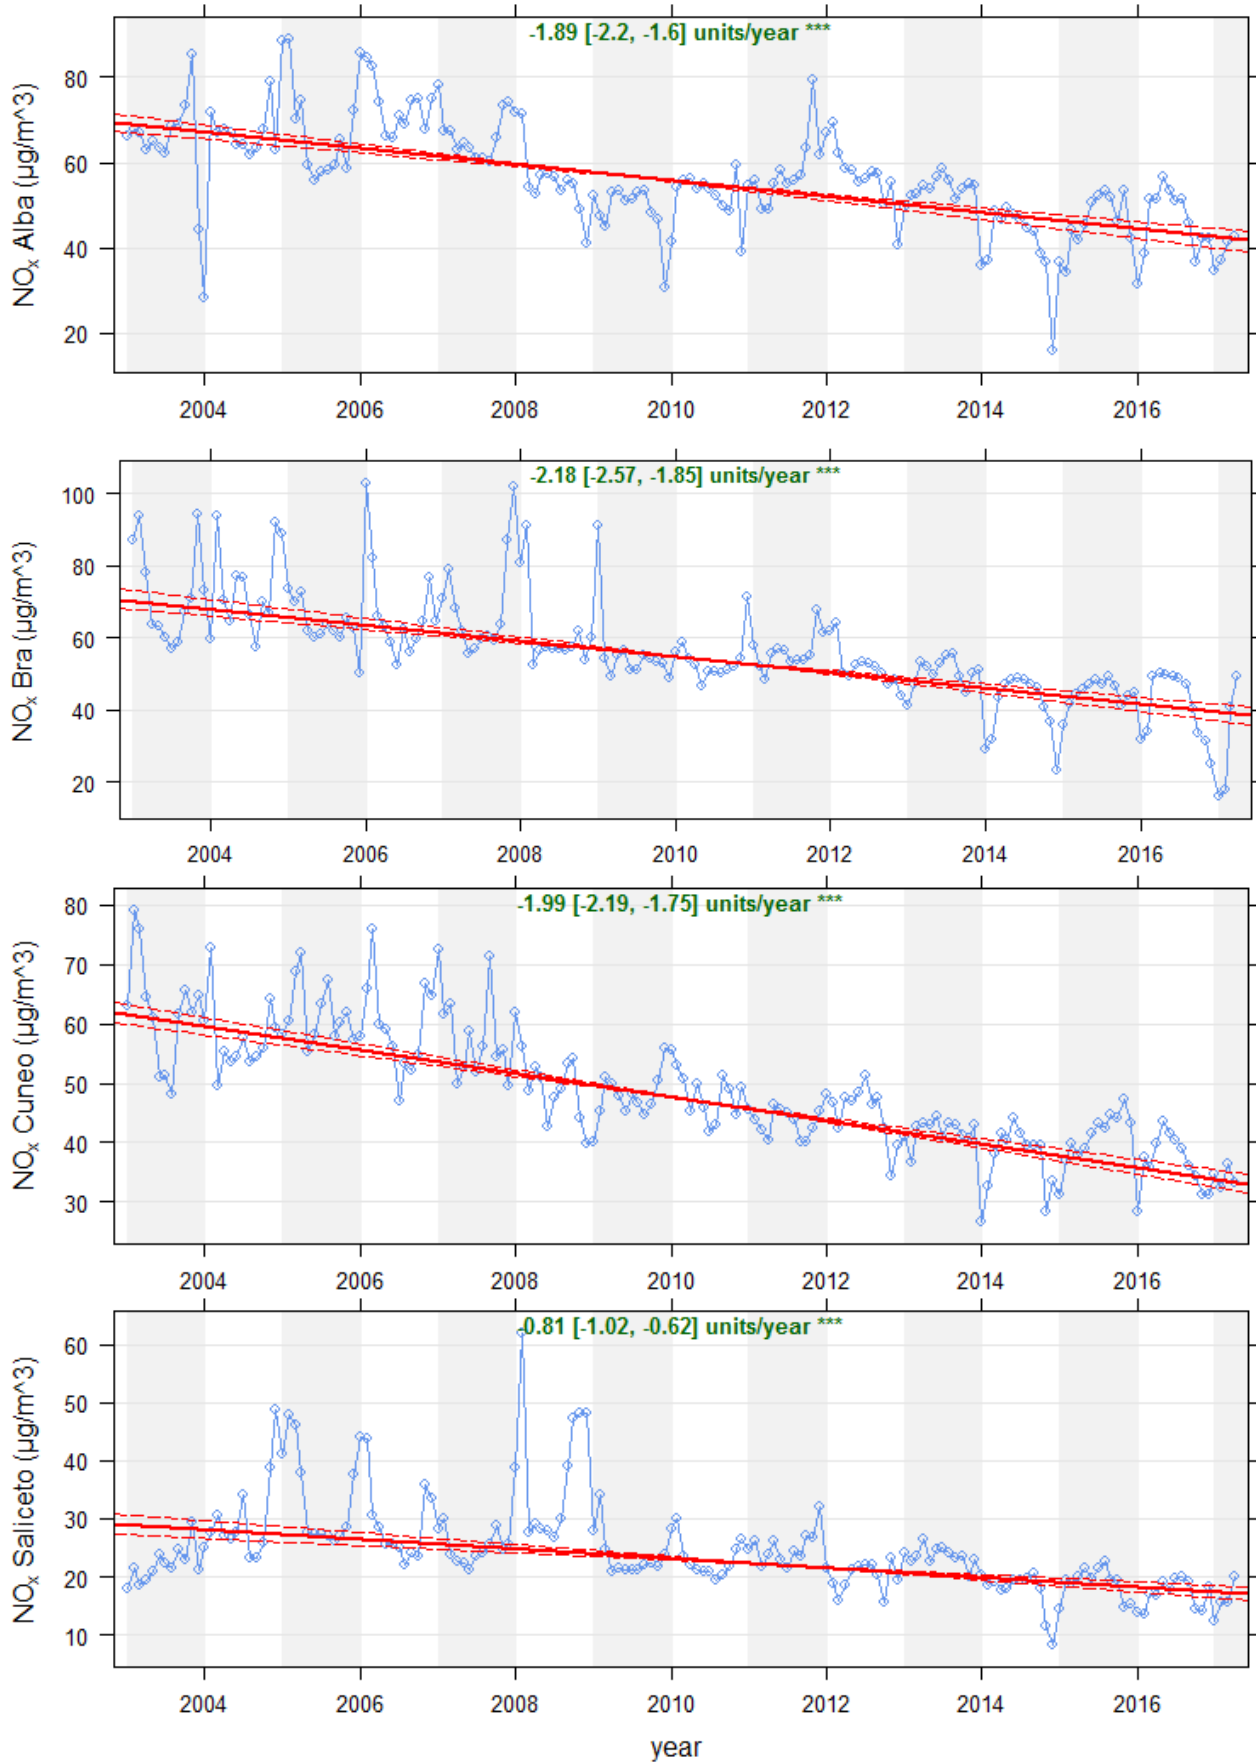 -1.89 [-2.2, -1.6] units/year ***
NOx Alba (µg/m^3)
80
60
40
20
2004 2006 2008 2010 2012 2014 2016
-2.18 [-2.57, -1.85] units/year ***
NOx Bra (µg/m^3)
100
80
60
40
20
2004 2006 2008 2010 2012 2014 2016
-1.99 [-2.19, -1.75] units/year ***
NOx Cuneo (µg/m^3)
80
70
60
50
40
30
2004 2006 2008 2010 2012 2014 2016
-0.81 [-1.02, -0.62] units/year ***
NOx Saliceto (µg/m^3)
60
50
40
30
20
10
2004 2006 2008 2010 2012 2014 2016
year